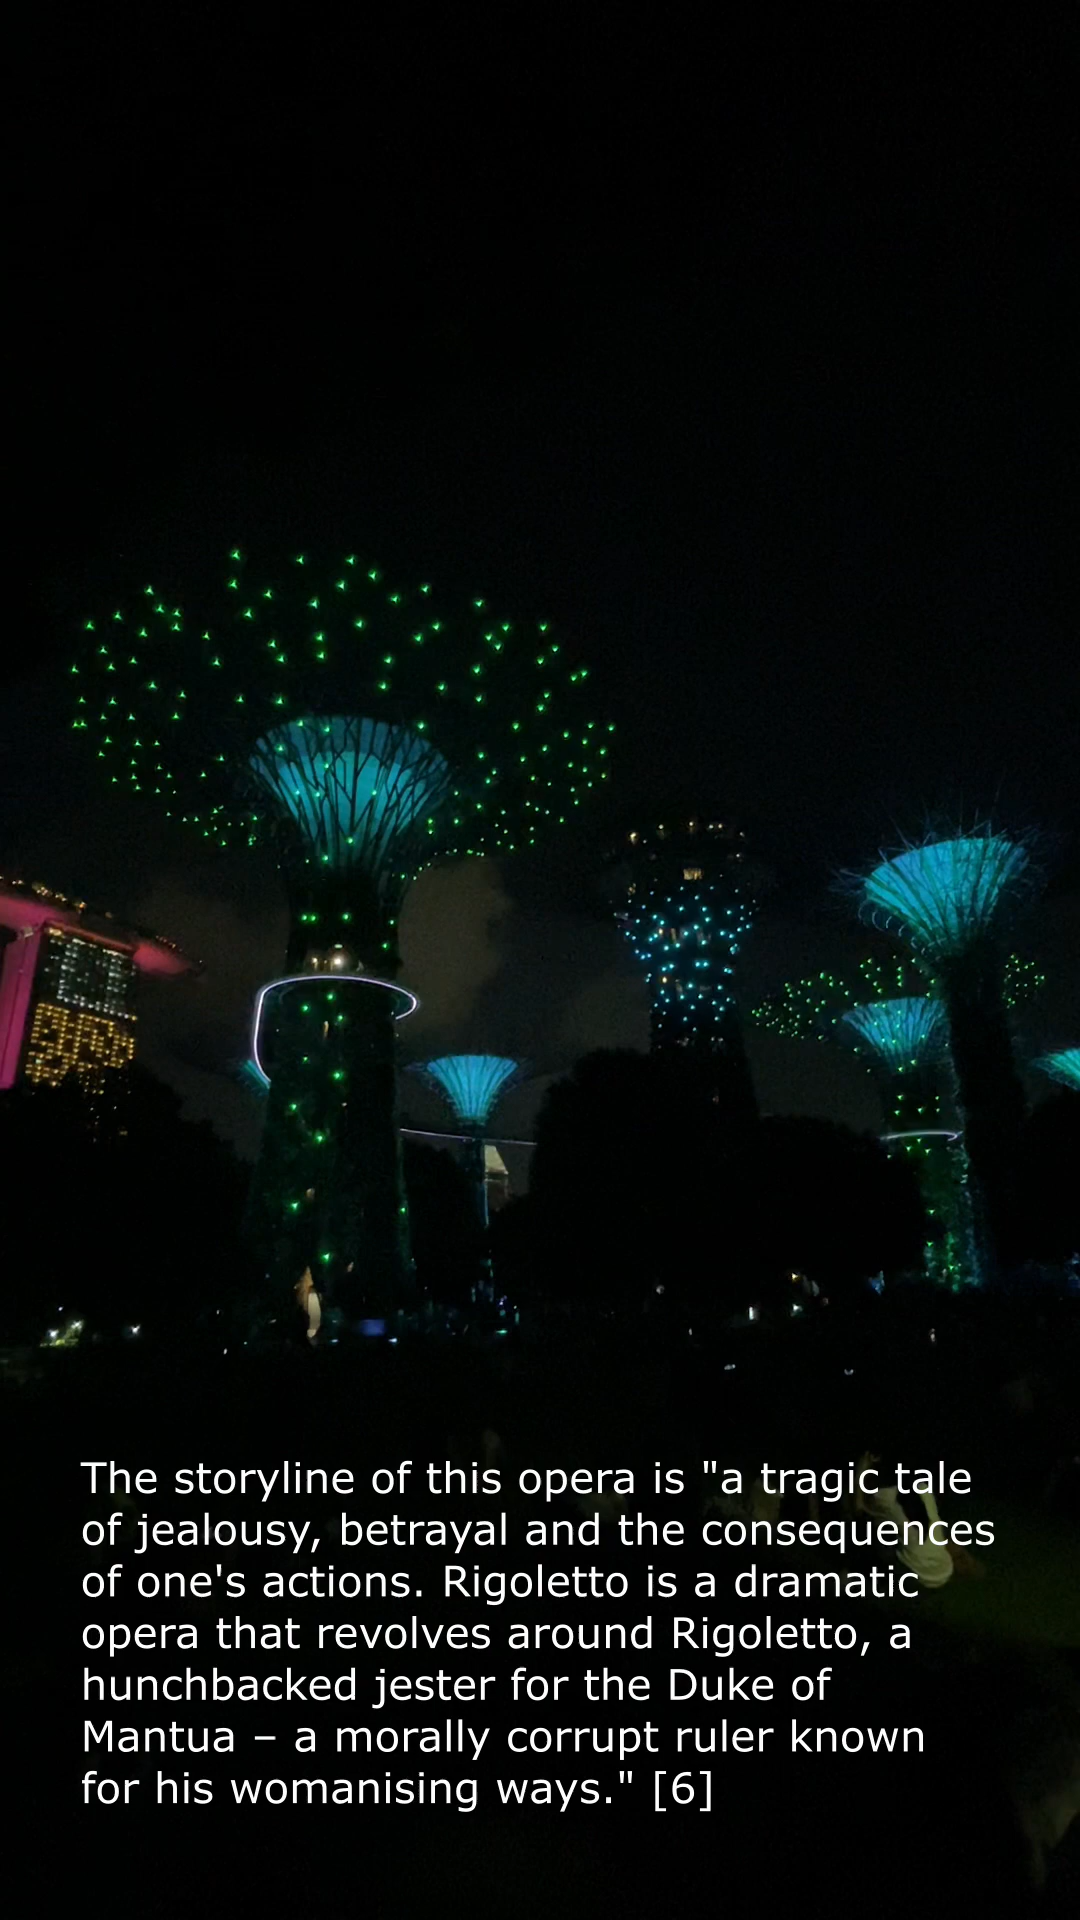 The storyline of this opera is "a tragic tale
of jealousy, betrayal and the consequences
of one's actions. Rigoletto is a dramatic
opera that revolves around Rigoletto, a
hunchbacked jester for the Duke of
Mantua – a morally corrupt ruler known
for his womanising ways." [6]